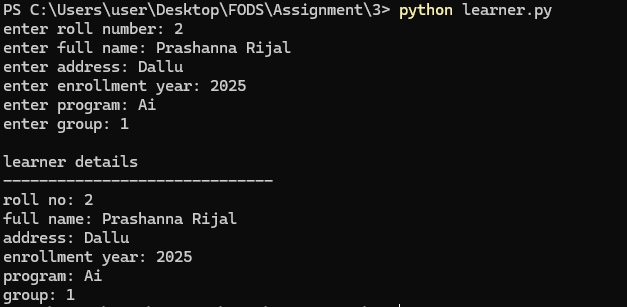 PS C:\Users\user\Desktop\FODS\Assignment\3> python learner.py
enter roll number: 2
enter full name: Prashanna Rijal
enter address: Dallu
enter enrollment year: 2025
enter program: Ai
enter group: 1
learner details
------------------------------
roll no: 2
full name: Prashanna Rijal
address: Dallu
enrollment year: 2025
program: Ai
group: 1